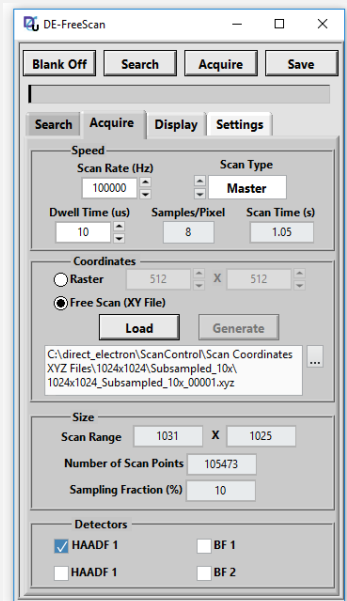 DE-FreeScan
Blank Off Search Acquire Save
Search Acquire Display Settings
Speed
Scan Rate (Hz) Scan Type
100000 Master
Dwell Time (us) Samples/Pixel Scan Time (s)
10 8 1.05
Coordinates
Raster 512 X 512
Free Scan (XY File)
Load Generate
C:\direct_electron\ScanControl\Scan Coordinates
XYZ Files\1024x1024\Subsampled_10x\
1024x1024_Subsampled_10x_00001.xyz
...
Size
Scan Range 1031 X 1025
Number of Scan Points 105473
Sampling Fraction (%) 10
Detectors
HAADF 1 BF 1
HAADF 1 BF 2